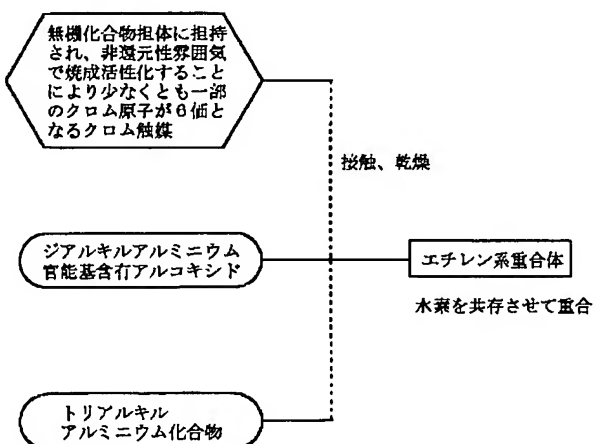 無機化合物担体に担持
され、非還元性雰囲気
で焼成活性化すること
により少なくとも一部
のクロム原子が6価と
なるクロム触媒
接触、乾燥
ジアルキルアルミニウム
官能基含有アルコキシド
エチレン系重合体
水素を共存させて重合
トリアルキル
アルミニウム化合物